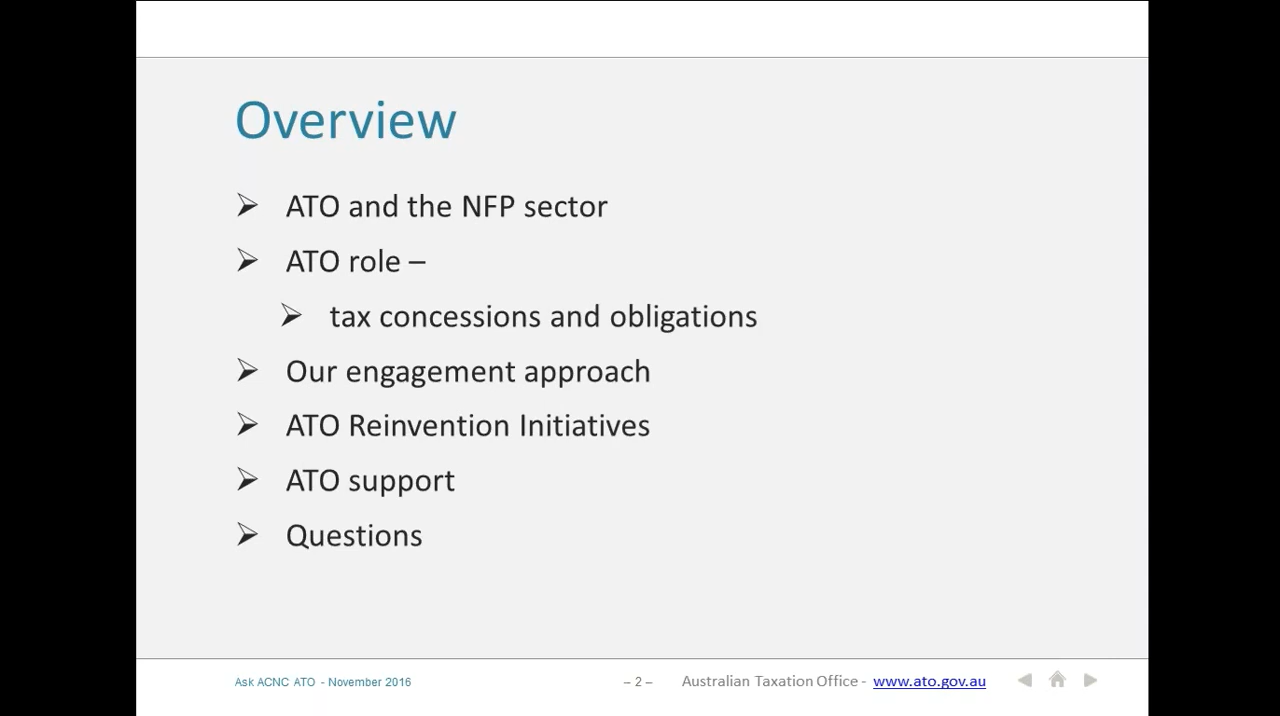 Overview
ATO and the NFP sector
ATO role –
tax concessions and obligations
Our engagement approach
ATO Reinvention Initiatives
ATO support
Questions
Ask ACNC ATO - November 2016
– 2 –
Australian Taxation Office - www.ato.gov.au